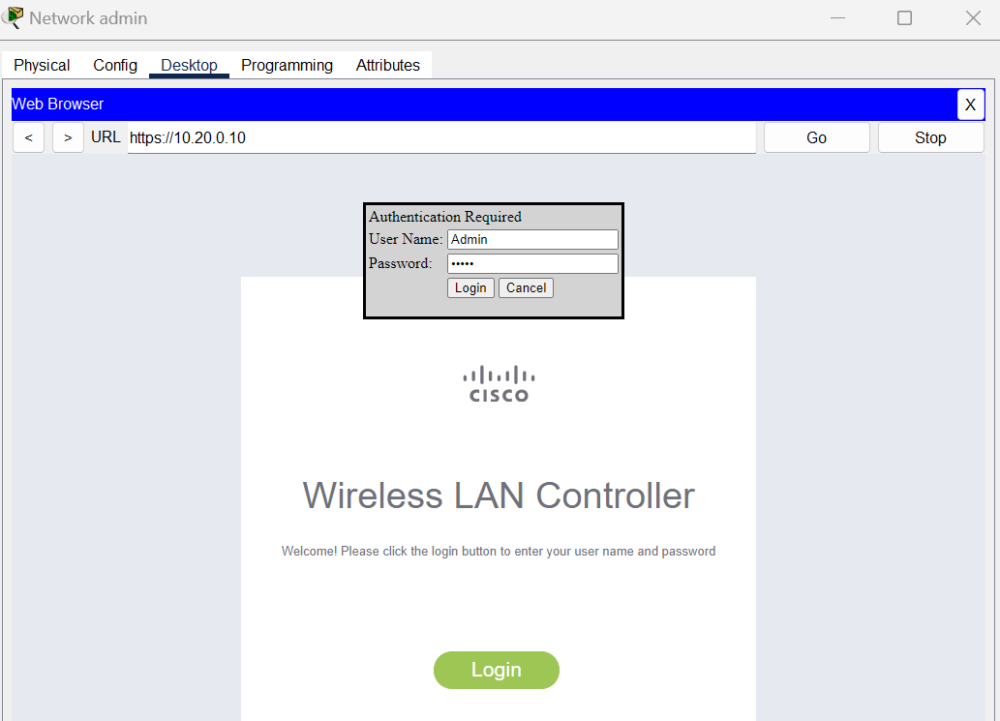 Network admin
Physical Config Desktop Programming Attributes
Web Browser X
< > URL https://10.20.0.10 Go Stop
Authentication Required
User Name: Admin
Password: •••••
Login Cancel
CISCO
Wireless LAN Controller
Welcome! Please click the login button to enter your user name and password
Login